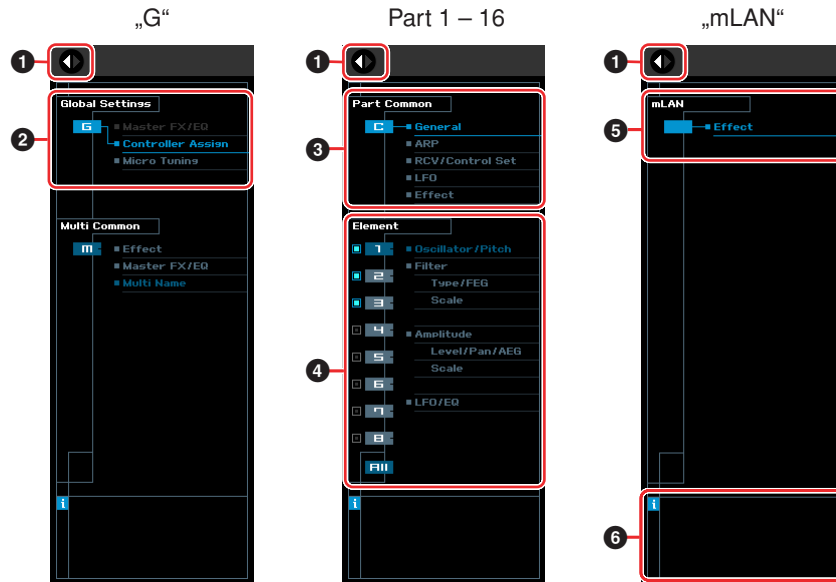 „G“
Part 1 – 16
„mLAN“
1
2
Global Settings
G
Master FX/EQ
Controller Assign
Micro Tuning
Multi Common
M
Effect
Master FX/EQ
Multi Name
i
1
3
Part Common
C
General
ARP
RCV/Control Set
LFO
Effect
4
Element
1
Oscillator/Pitch
2
Filter
Type/FEG
3
Scale
4
Amplitude
5
Level/Pan/AEG
Scale
6
7
LFO/EQ
8
All
i
1
5
mLAN
Effect
6
i